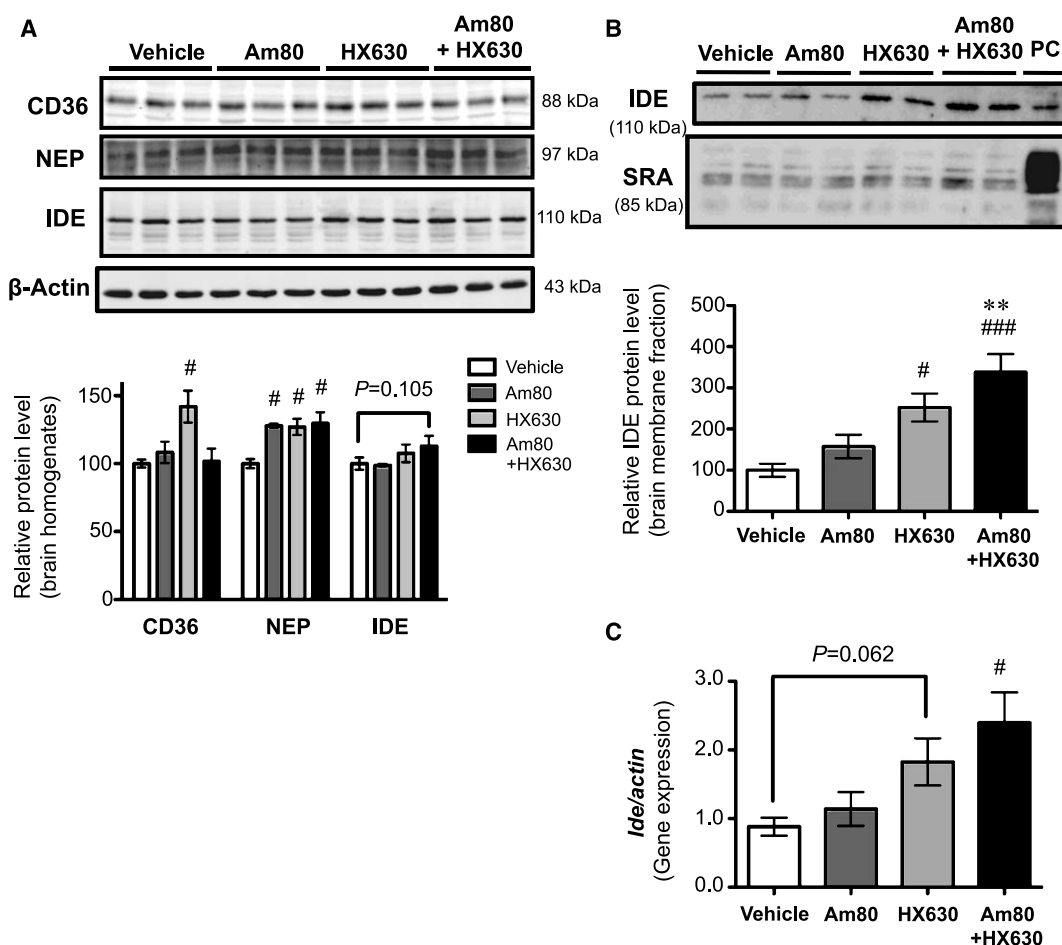 A
Vehicle Am80 HX630 Am80 + HX630
CD36
88 kDa
NEP
97 kDa
IDE
110 kDa
β-Actin
43 kDa
Relative protein level
(brain homogenates)
150
100
50
0
#
# # #
P=0.105
CD36 NEP IDE
Vehicle
Am80
HX630
Am80
+HX630
B
Vehicle Am80 HX630 Am80 + HX630 PC
IDE
(110 kDa)
SRA
(85 kDa)
Relative IDE protein level
(brain membrane fraction)
500
400
300
200
100
0
#
**
###
Vehicle Am80 HX630 Am80
+HX630
C
P=0.062
#
Ide/actin
(Gene expression)
3.0
2.0
1.0
0.0
Vehicle Am80 HX630 Am80
+HX630